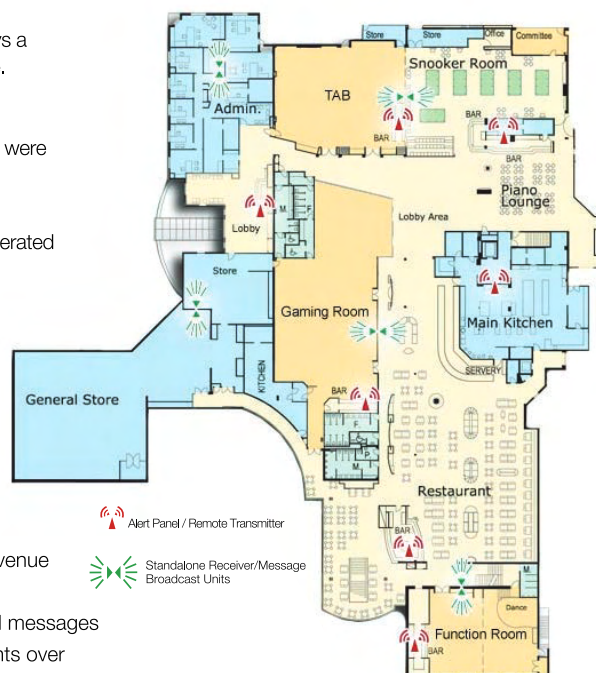 s a
.
were
erated
venue
l messages
nts over
Store
Store
Office
Committee
Snooker Room
TAB
Admin.
BAR
BAR
Piano
Lounge
M.
F.
Lobby
Lobby Area
Store
Gaming Room
Main Kitchen
KITCHEN
SERVERY
General Store
BAR
F.
P.
M.
Restaurant
BAR
Alert Panel / Remote Transmitter
Standalone Receiver/Message
Broadcast Units
M.
Dance
Function Room
BAR